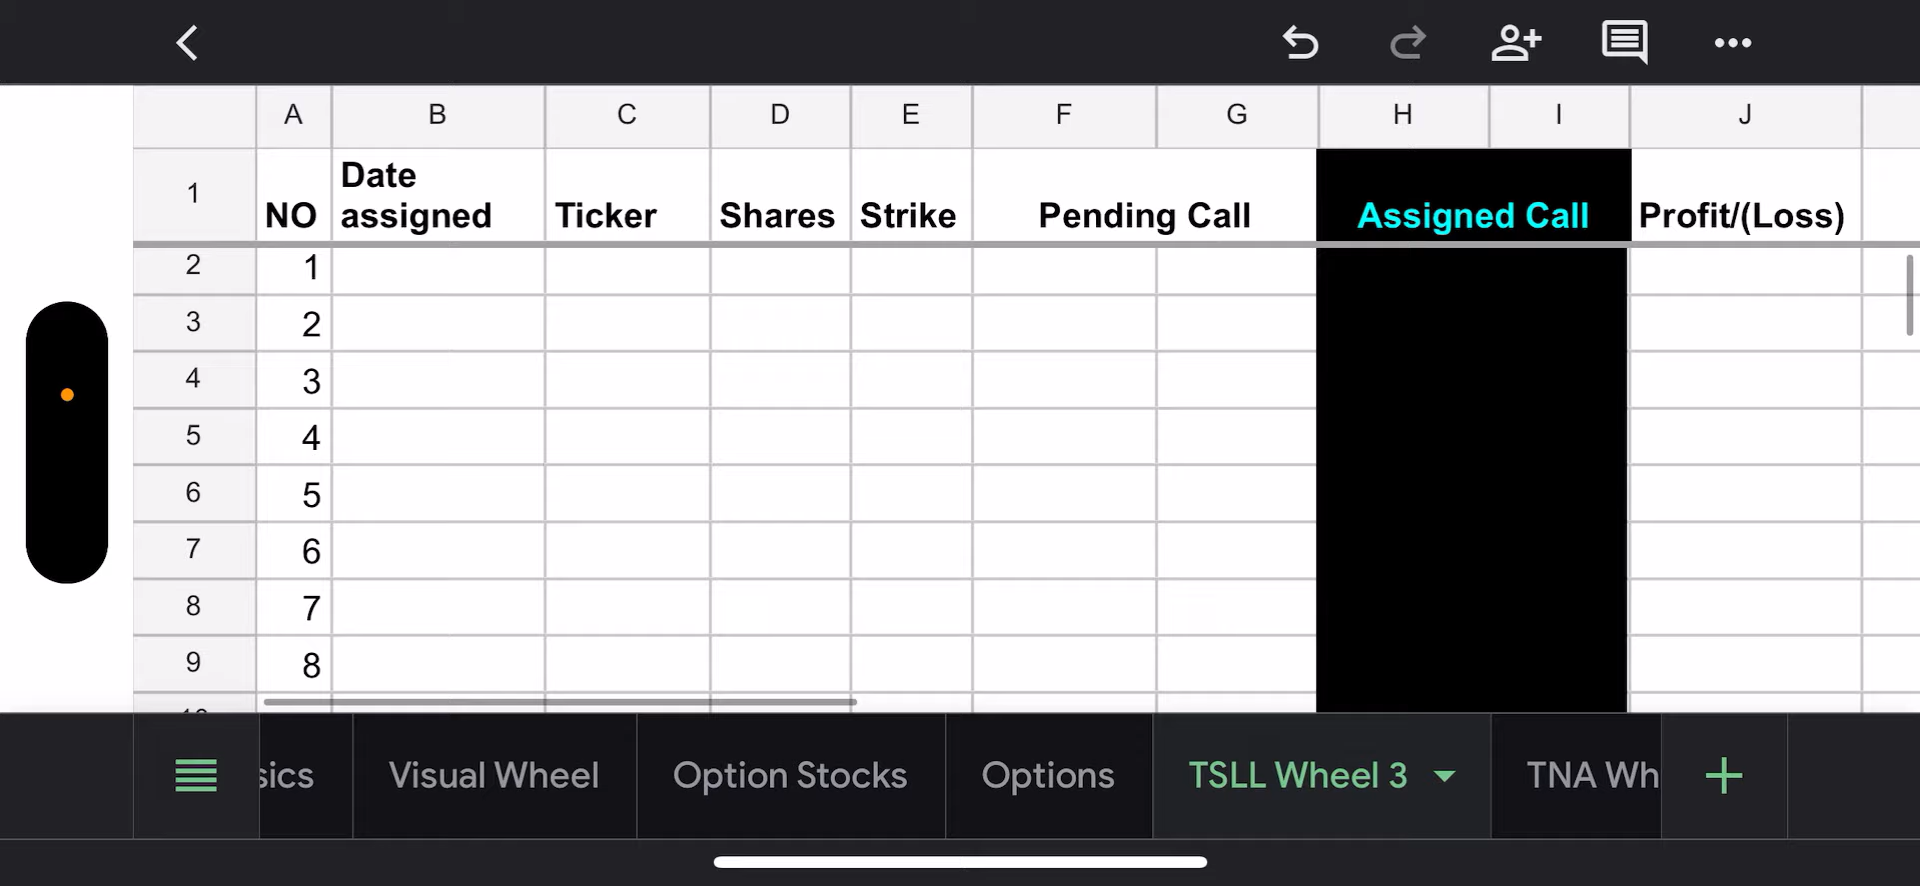 A B C D E F G H I J
1 NO Date assigned Ticker Shares Strike Pending Call Assigned Call Profit/(Loss)
2 1
3 2
4 3
5 4
6 5
7 6
8 7
9 8
sics Visual Wheel Option Stocks Options TSLL Wheel 3 TNA Wh